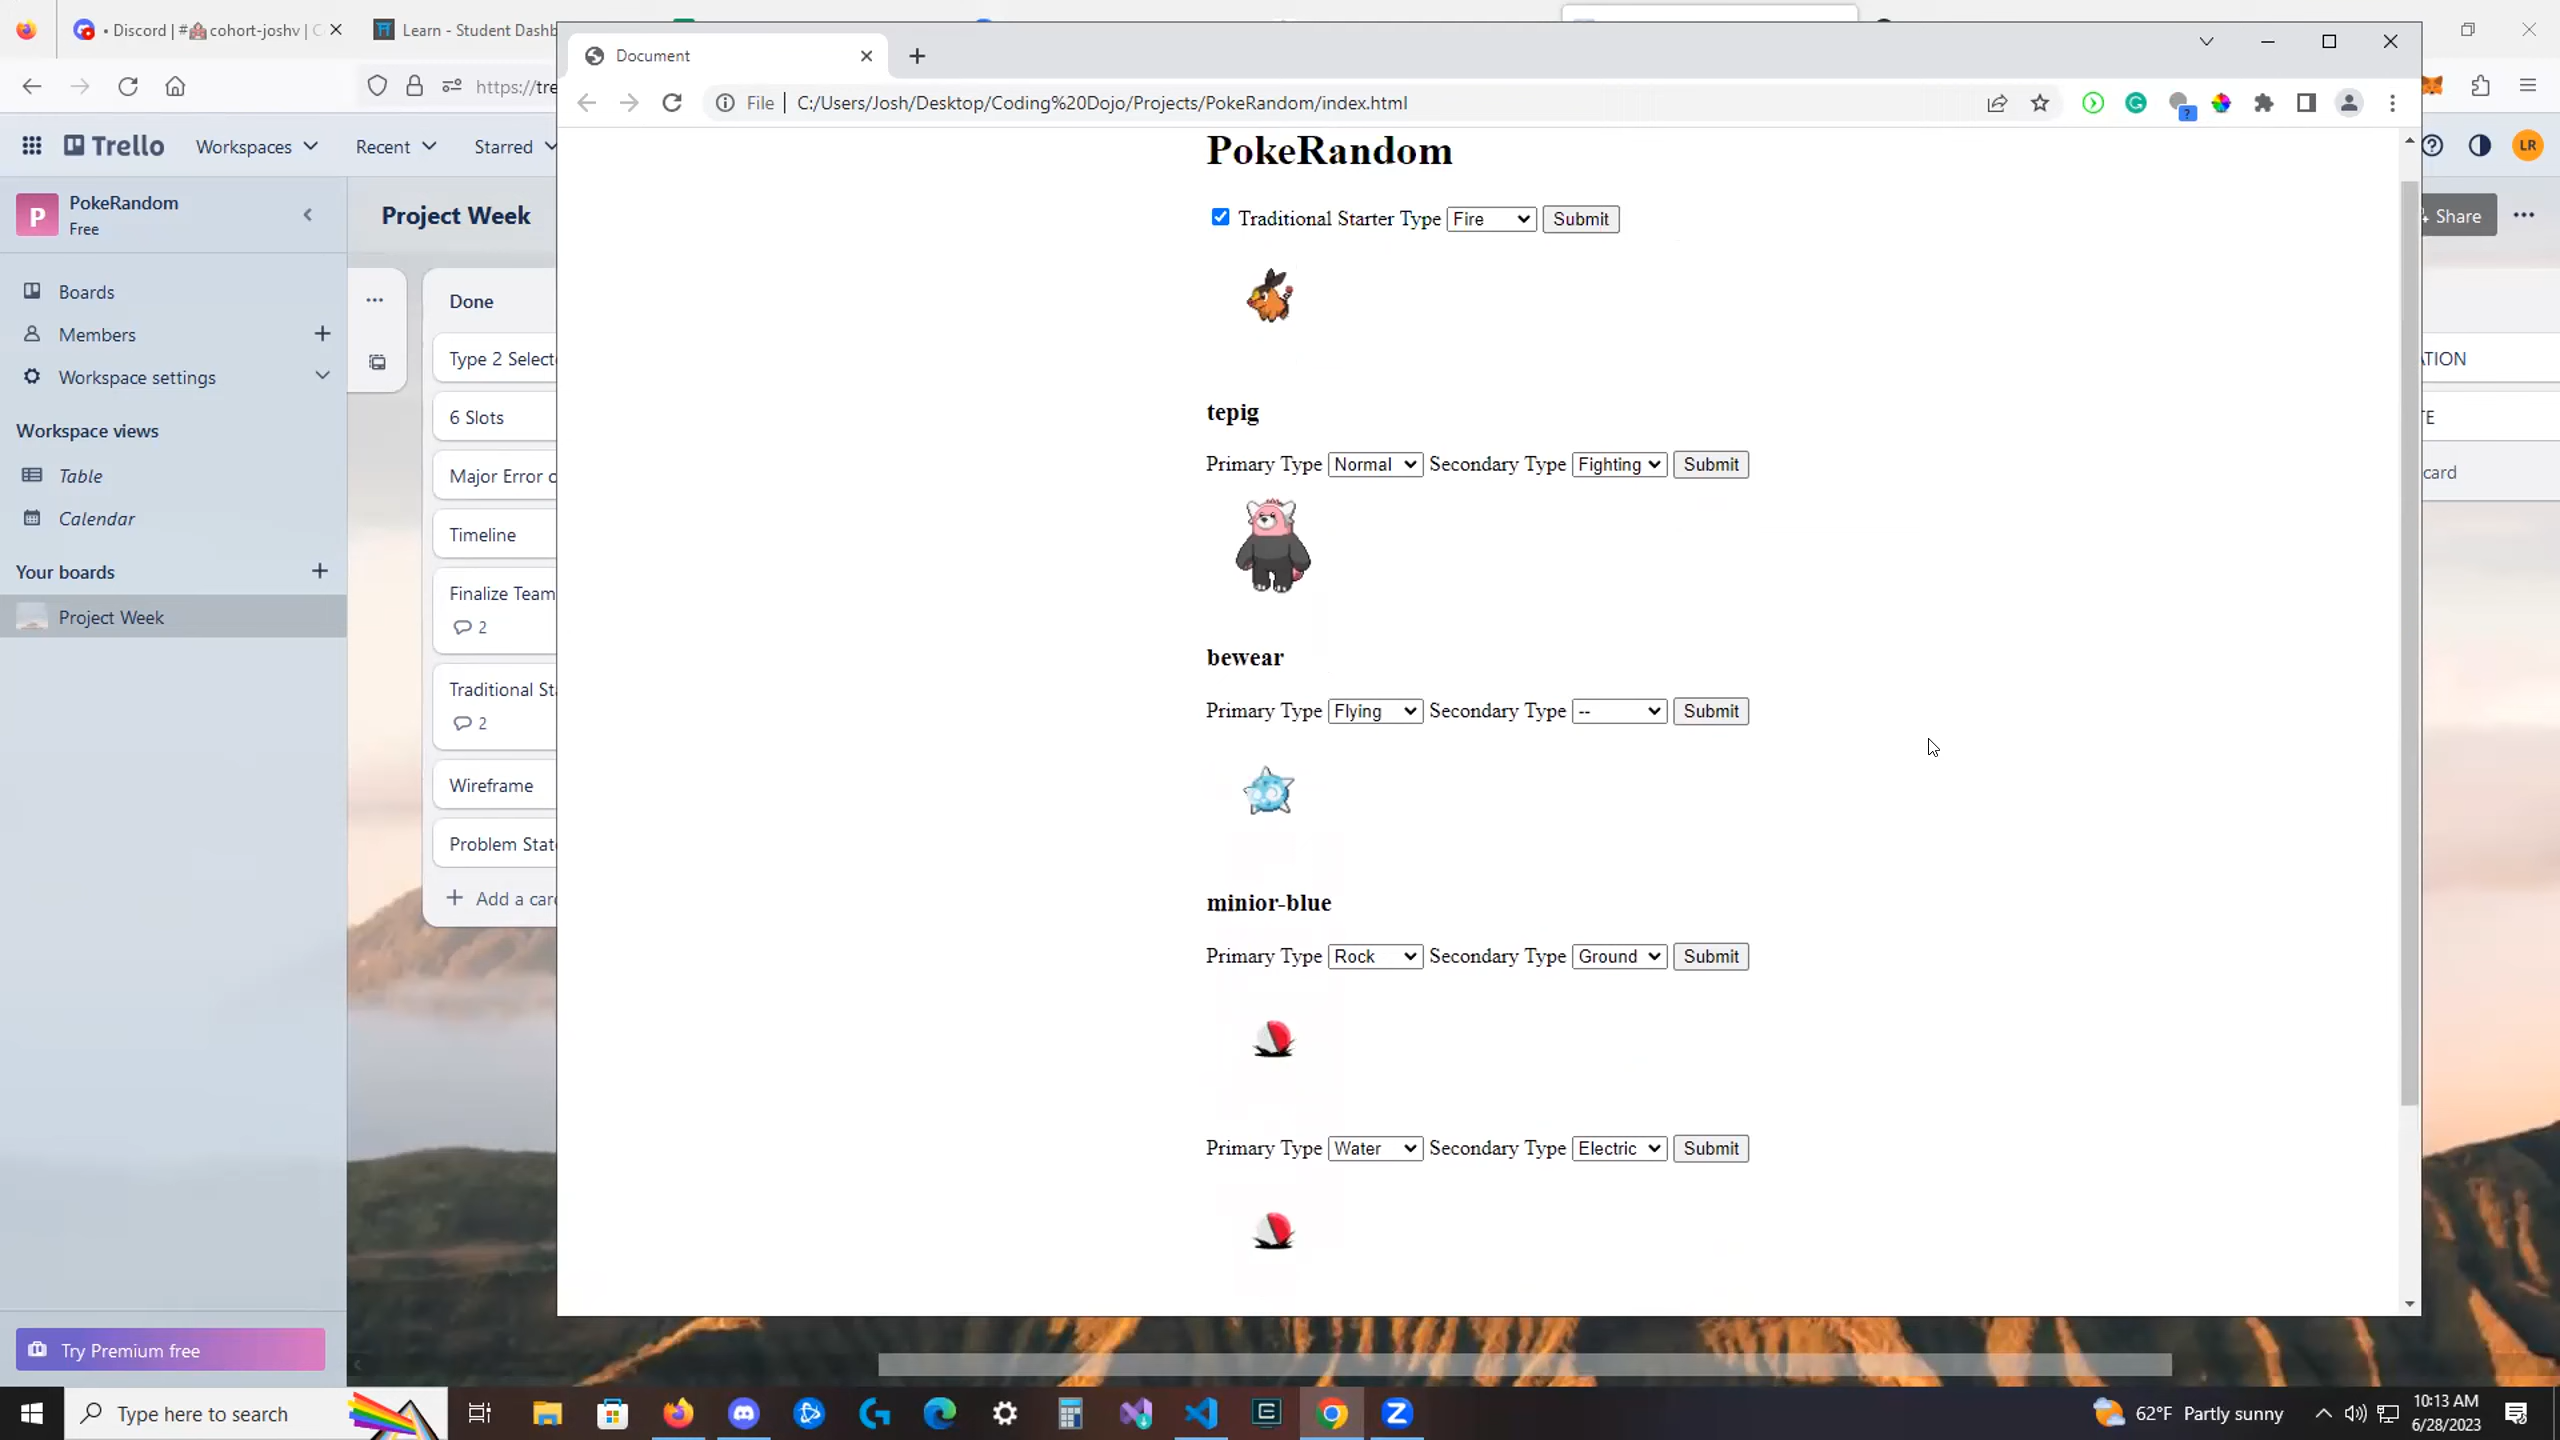 • Discord | # cohort-joshv | C
Learn - Student Dashb
https://tre
Trello
Workspaces
Recent
Starred
P
PokeRandom
Free
Boards
Members
Workspace settings
Workspace views
Table
Calendar
Your boards
Project Week
Try Premium free
Project Week
Done
Type 2 Select
6 Slots
Major Error o
Timeline
Finalize Team
2
Traditional St
2
Wireframe
Problem Stat
Add a car
Document
File
C:/Users/Josh/Desktop/Coding%20Dojo/Projects/PokeRandom/index.html
LR
Share
TION
TE
card
PokeRandom
Traditional Starter Type Fire Submit
tepig
Primary Type Normal Secondary Type Fighting Submit
bewear
Primary Type Flying Secondary Type -- Submit
minior-blue
Primary Type Rock Secondary Type Ground Submit
Primary Type Water Secondary Type Electric Submit
Type here to search
62°F Partly sunny
10:13 AM
6/28/2023